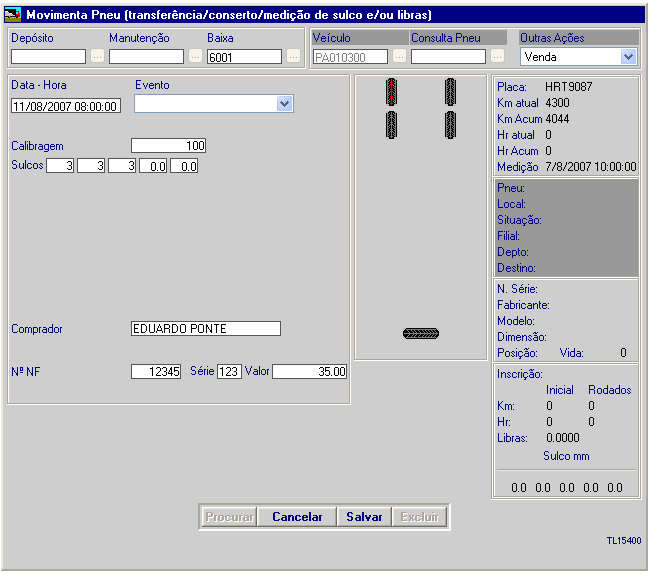 Movimenta Pneu (transferência/conserto/medição de sulco e/ou libras)
Depósito Manutenção Baixa Veículo Consulta Pneu Outras Ações
... ... 6001 ... PA010300 ... ... Venda
Data - Hora Evento
11/08/2007 08:00:00
Calibragem 100
Sulcos 3 3 3 0.0 0.0
Comprador EDUARDO PONTE
Nº NF 12345 Série 123 Valor 35.00
Placa: HRT9087
Km atual 4300
Km Acum 4044
Hr atual 0
Hr Acum 0
Medição 7/8/2007 10:00:00
Pneu:
Local:
Situação:
Filial:
Depto:
Destino:
N. Série:
Fabricante:
Modelo:
Dimensão:
Posição: Vida: 0
Inscrição:
Inicial Rodados
Km: 0 0
Hr: 0 0
Libras: 0.0000
Sulco mm
0.0 0.0 0.0 0.0 0.0
Procurar Cancelar Salvar Excluir
TL15400